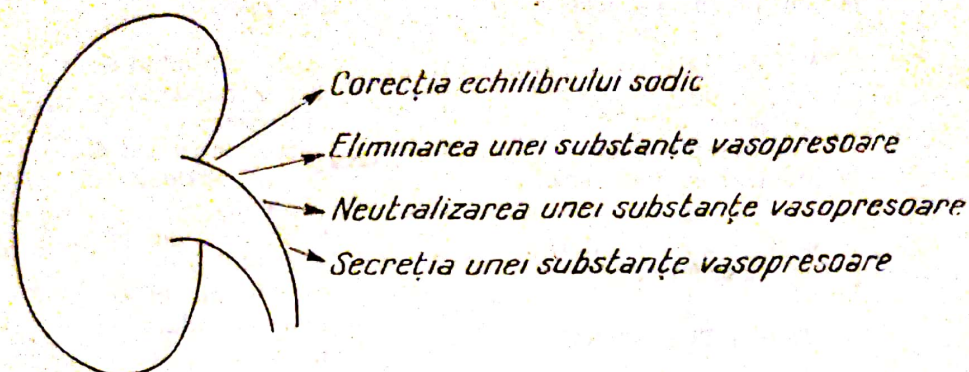 Corecția echilibrului sodic
Eliminarea unei substanțe vasopresoare
Neutralizarea unei substanțe vasopresoare
Secreția unei substanțe vasopresoare